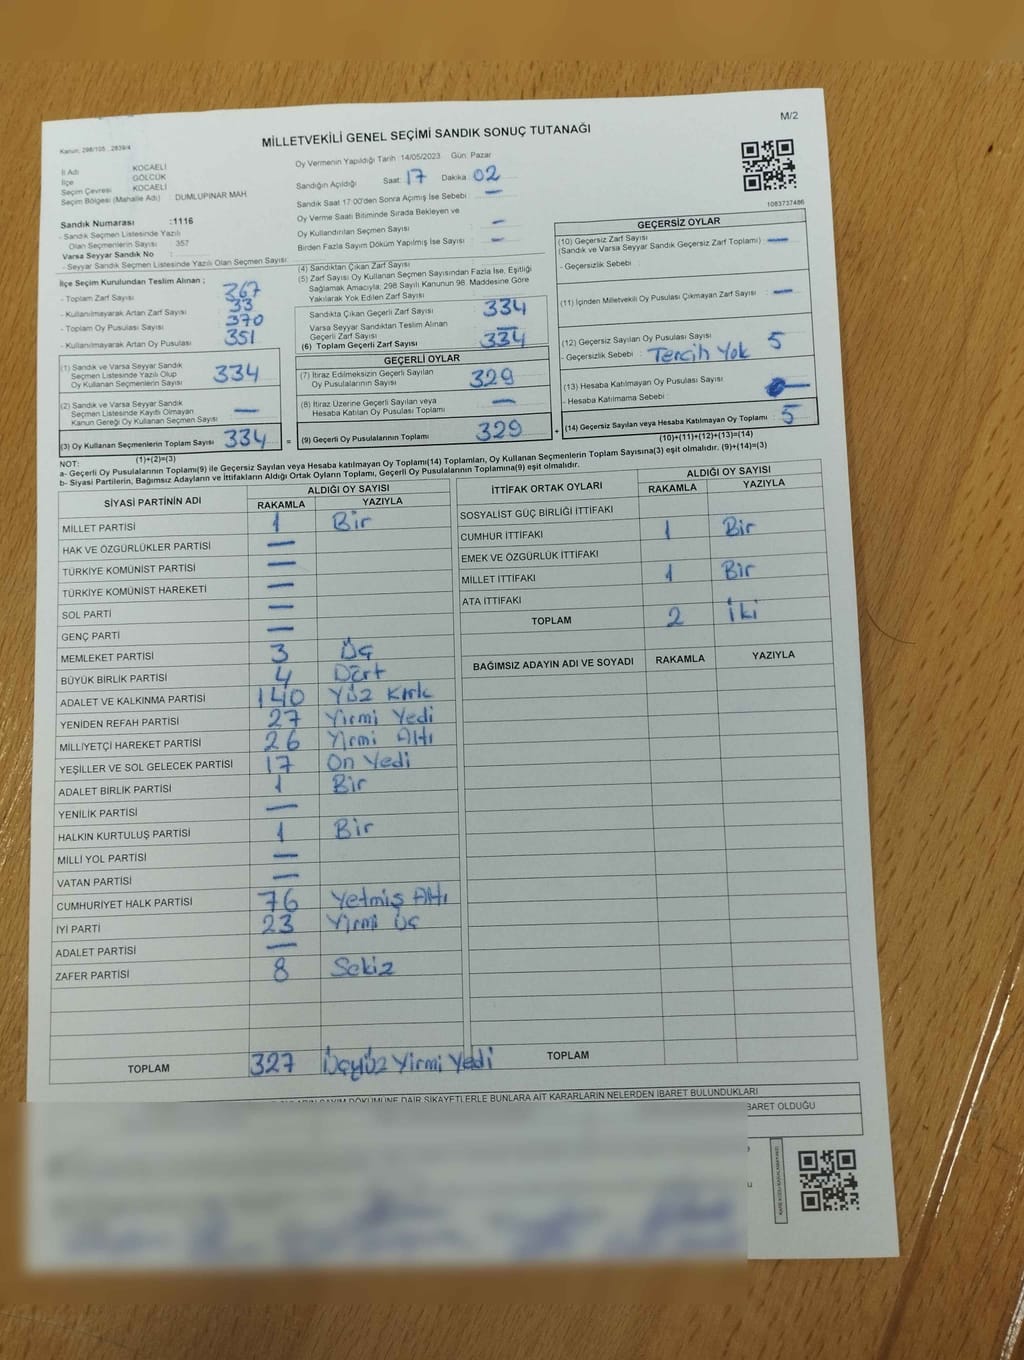 M/2
MİLLETVEKİLİ GENEL SEÇİMİ SANDIK SONUÇ TUTANAĞI
Kanun: 298/105 , 2839/4
İl Adı KOCAELİ
İlçe GÖLCÜK
Seçim Çevresi KOCAELİ
Seçim Bölgesi (Mahalle Adı) : DUMLUPINAR MAH.
Sandık Numarası :1116
- Sandık Seçmen Listesinde Yazılı
Olan Seçmenlerin Sayısı : 357
Varsa Seyyar Sandık No :
- Seyyar Sandık Seçmen Listesinde Yazılı Olan Seçmen Sayısı:
İlçe Seçim Kurulundan Teslim Alınan ;
- Toplam Zarf Sayısı 367
- Kullanılmayarak Artan Zarf Sayısı 33
- Toplam Oy Pusulası Sayısı 370
- Kullanılmayarak Artan Oy Pusulası 351
(1) Sandık ve Varsa Seyyar Sandık
Seçmen Listesinde Yazılı Olup
Oy Kullanan Seçmenlerin Sayısı 334
(2) Sandık ve Varsa Seyyar Sandık
Seçmen Listesinde Kayıtlı Olmayan
Kanun Gereği Oy Kullanan Seçmen Sayısı —
(3) Oy Kullanan Seçmenlerin Toplam Sayısı 334 =
(1)+(2)=(3)
Oy Vermenin Yapıldığı Tarih :14/05/2023 Gün: Pazar
Sandığın Açıldığı Saat: 17 Dakika 02
Sandık Saat 17:00'den Sonra Açımış İse Sebebi —
Oy Verme Saati Bitiminde Sırada Bekleyen ve
Oy Kullandırılan Seçmen Sayısı —
Birden Fazla Sayım Döküm Yapılmış İse Sayısı —
(4) Sandıktan Çıkan Zarf Sayısı
(5) Zarf Sayısı Oy Kullanan Seçmen Sayısından Fazla İse, Eşitliği
Sağlamak Amacıyla; 298 Sayılı Kanunun 98. Maddesine Göre
Yakılarak Yok Edilen Zarf Sayısı
Sandıkta Çıkan Geçerli Zarf Sayısı 334
Varsa Seyyar Sandıktan Teslim Alınan
Geçerli Zarf Sayısı —
(6) Toplam Geçerli Zarf Sayısı 334
GEÇERLİ OYLAR
(7) İtiraz Edilmeksizin Geçerli Sayılan
Oy Pusulalarının Sayısı 329
(8) İtiraz Üzerine Geçerli Sayılan veya
Hesaba Katılan Oy Pusulası Toplamı —
(9) Geçerli Oy Pusulalarının Toplamı 329 +
1083737486
GEÇERSİZ OYLAR
(10) Geçersiz Zarf Sayısı —
(Sandık ve Varsa Seyyar Sandık Geçersiz Zarf Toplamı)
- Geçersizlik Sebebi
(11) İçinden Milletvekili Oy Pusulası Çıkmayan Zarf Sayısı —
(12) Geçersiz Sayılan Oy Pusulası Sayısı 5
- Geçersizlik Sebebi : Tercih Yok
(13) Hesaba Katılmayan Oy Pusulası Sayısı —
- Hesaba Katılmama Sebebi :
(14) Geçersiz Sayılan veya Hesaba Katılmayan Oy Toplamı 5
(10)+(11)+(12)+(13)=(14)
NOT:
a- Geçerli Oy Pusulalarının Toplamı(9) ile Geçersiz Sayılan veya Hesaba katılmayan Oy Toplamı(14) Toplamları, Oy Kullanan Seçmenlerin Toplam Sayısına(3) eşit olmalıdır. (9)+(14)=(3)
b- Siyasi Partilerin, Bağımsız Adayların ve İttifakların Aldığı Ortak Oyların Toplamı, Geçerli Oy Pusulalarının Toplamına(9) eşit olmalıdır.
SİYASİ PARTİNİN ADI ALDIĞI OY SAYISI
RAKAMLA YAZIYLA
MİLLET PARTİSİ 1 Bir
HAK VE ÖZGÜRLÜKLER PARTİSİ —
TÜRKİYE KOMÜNİST PARTİSİ —
TÜRKİYE KOMÜNİST HAREKETİ —
SOL PARTİ —
GENÇ PARTİ —
MEMLEKET PARTİSİ 3 Üç
BÜYÜK BİRLİK PARTİSİ 4 Dört
ADALET VE KALKINMA PARTİSİ 140 Yüz Kırk
YENİDEN REFAH PARTİSİ 27 Yirmi Yedi
MİLLİYETÇİ HAREKET PARTİSİ 26 Yirmi Altı
YEŞİLLER VE SOL GELECEK PARTİSİ 17 On Yedi
ADALET BİRLİK PARTİSİ 1 Bir
YENİLİK PARTİSİ —
HALKIN KURTULUŞ PARTİSİ 1 Bir
MİLLİ YOL PARTİSİ —
VATAN PARTİSİ —
CUMHURİYET HALK PARTİSİ 76 Yetmiş Altı
İYİ PARTİ 23 Yirmi Üç
ADALET PARTİSİ —
ZAFER PARTİSİ 8 Sekiz
TOPLAM 327 Üçyüz Yirmi Yedi
İTTİFAK ORTAK OYLARI ALDIĞI OY SAYISI
RAKAMLA YAZIYLA
SOSYALİST GÜÇ BİRLİĞİ İTTİFAKI
CUMHUR İTTİFAKI 1 Bir
EMEK VE ÖZGÜRLÜK İTTİFAKI
MİLLET İTTİFAKI 1 Bir
ATA İTTİFAKI
TOPLAM 2 İki
BAĞIMSIZ ADAYIN ADI VE SOYADI RAKAMLA YAZIYLA
TOPLAM
SAYIM DÖKÜMÜNE DAİR ŞİKAYETLERLE BUNLARA AİT KARARLARIN NELERDEN İBARET BULUNDUKLARI
İBARET OLDUĞU